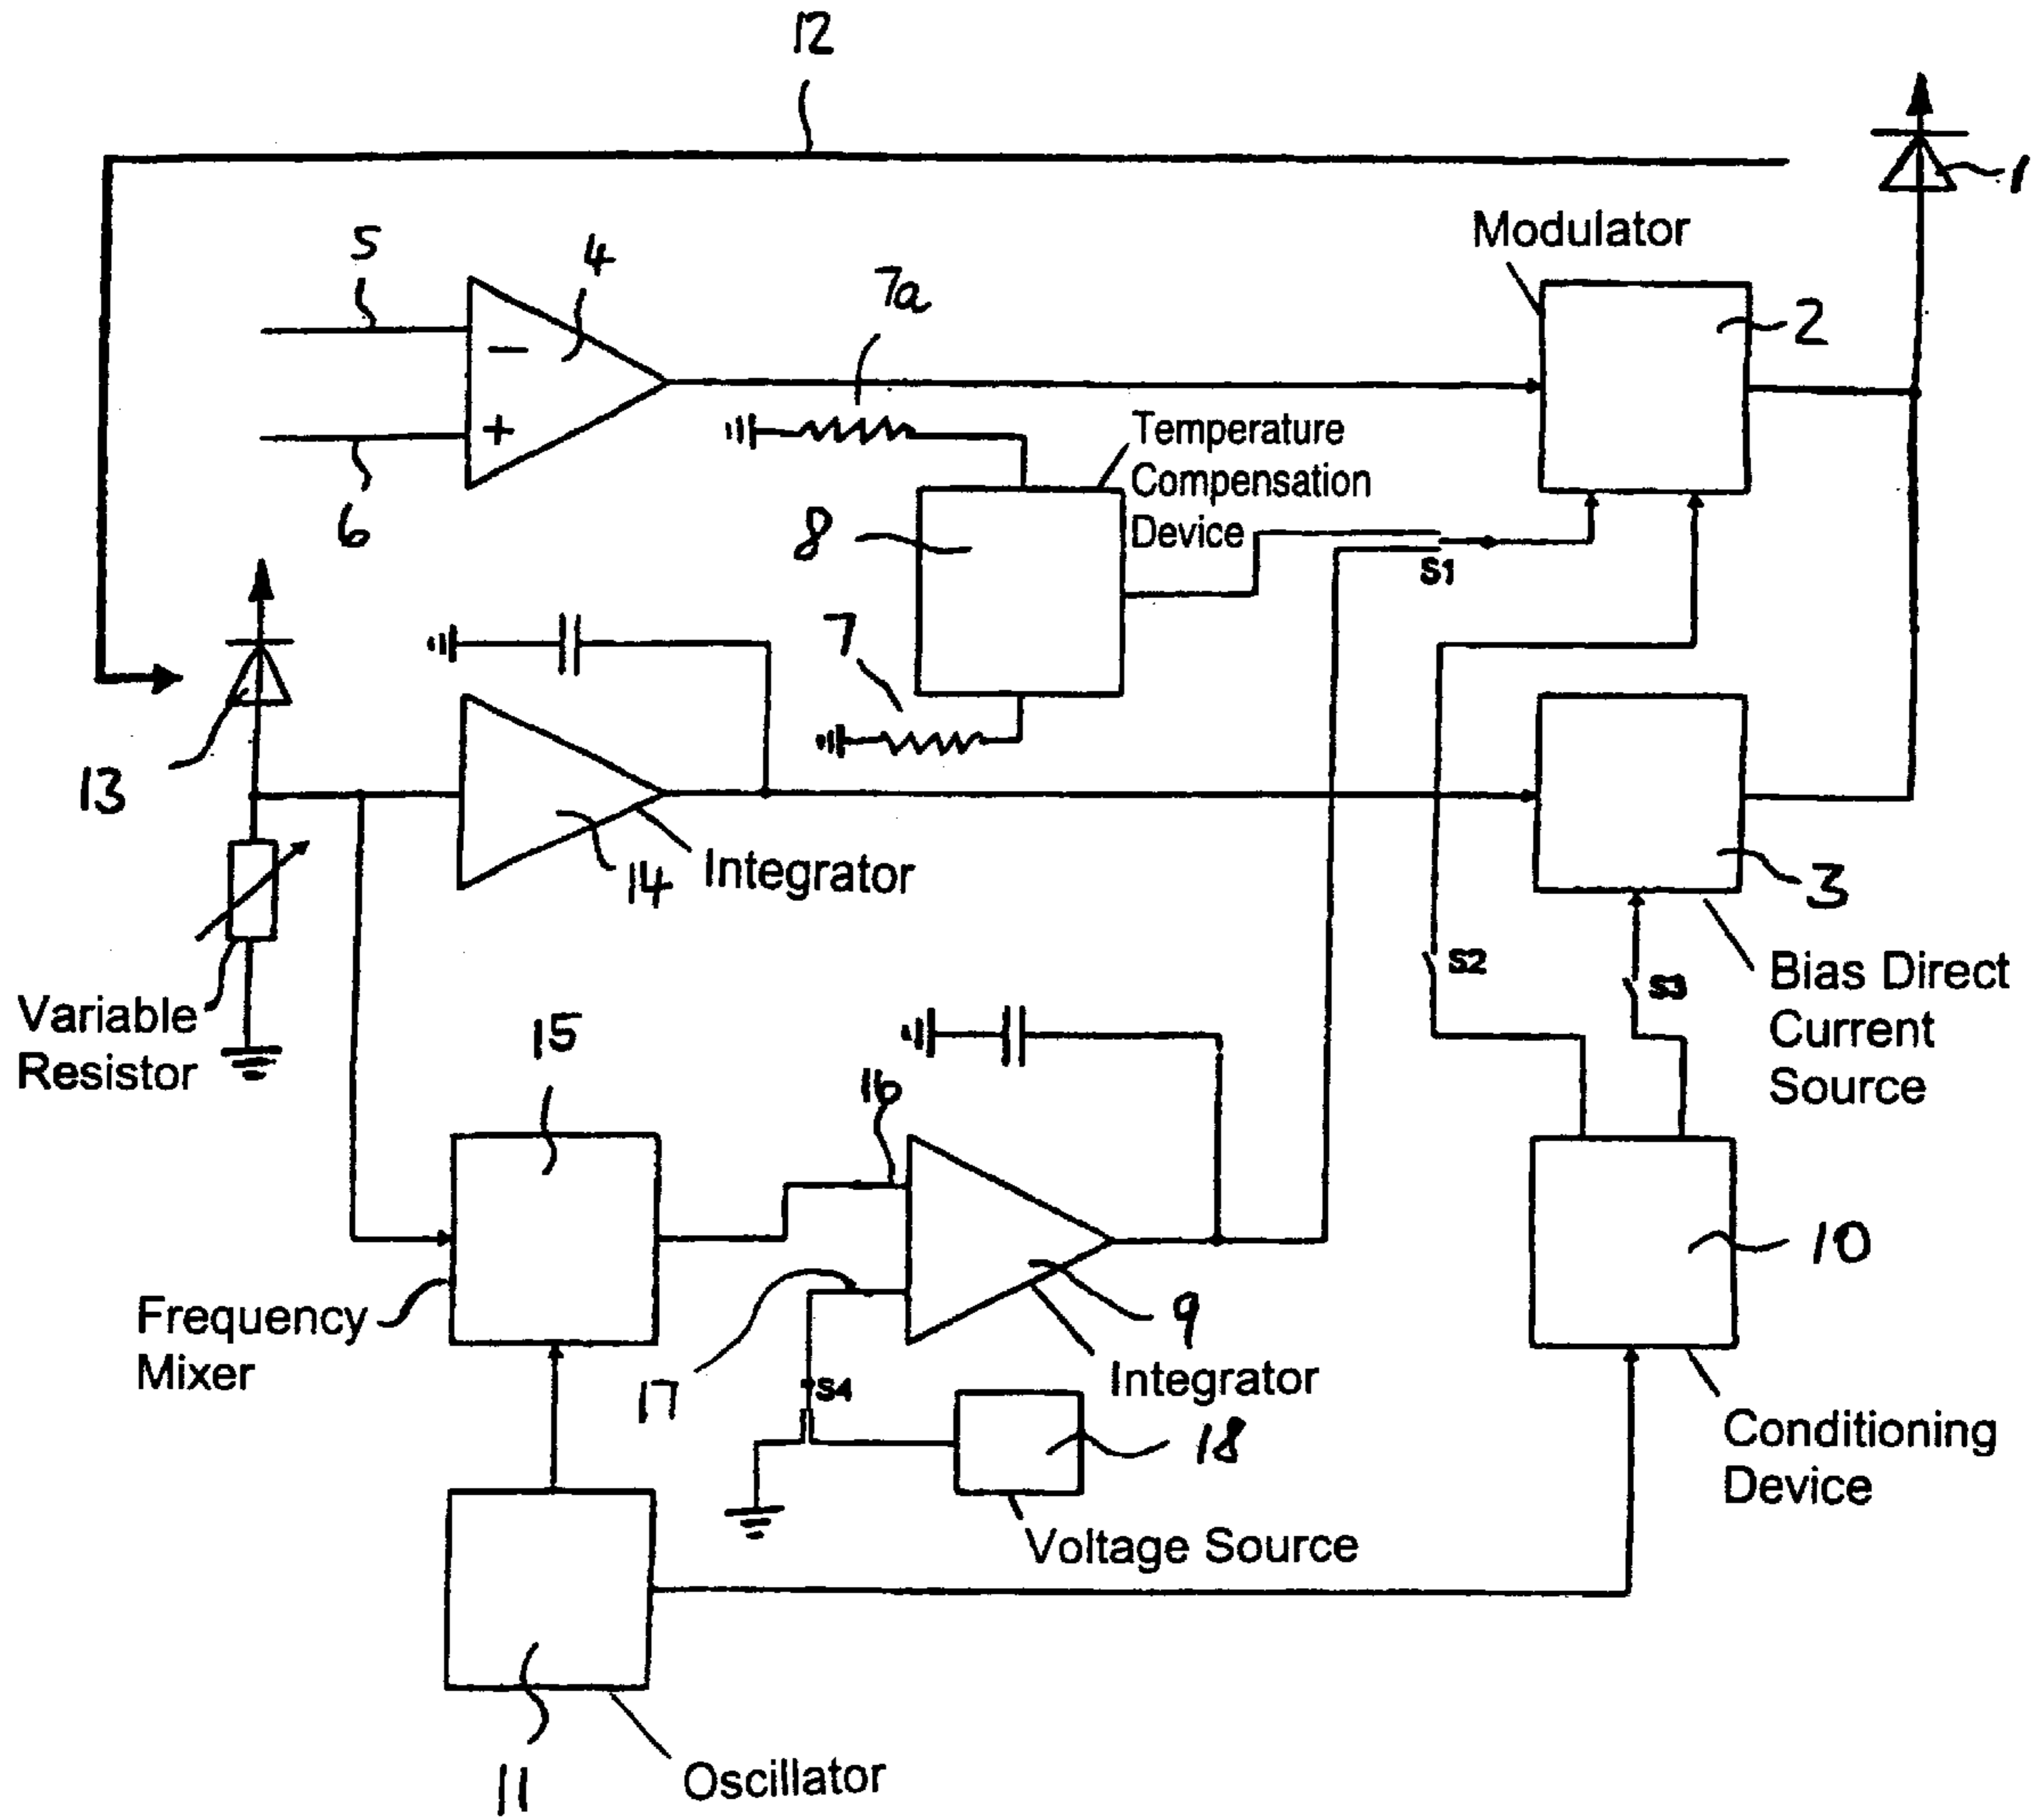 12
1
Modulator
5
4
7a
2
−
+
6
Temperature
Compensation
Device
8
S1
7
13
14
Integrator
3
S2
S3
Bias Direct
Current
Source
Variable
Resistor
15
16
10
Frequency
Mixer
9
17
Integrator
S4
18
Conditioning
Device
Voltage Source
11
Oscillator